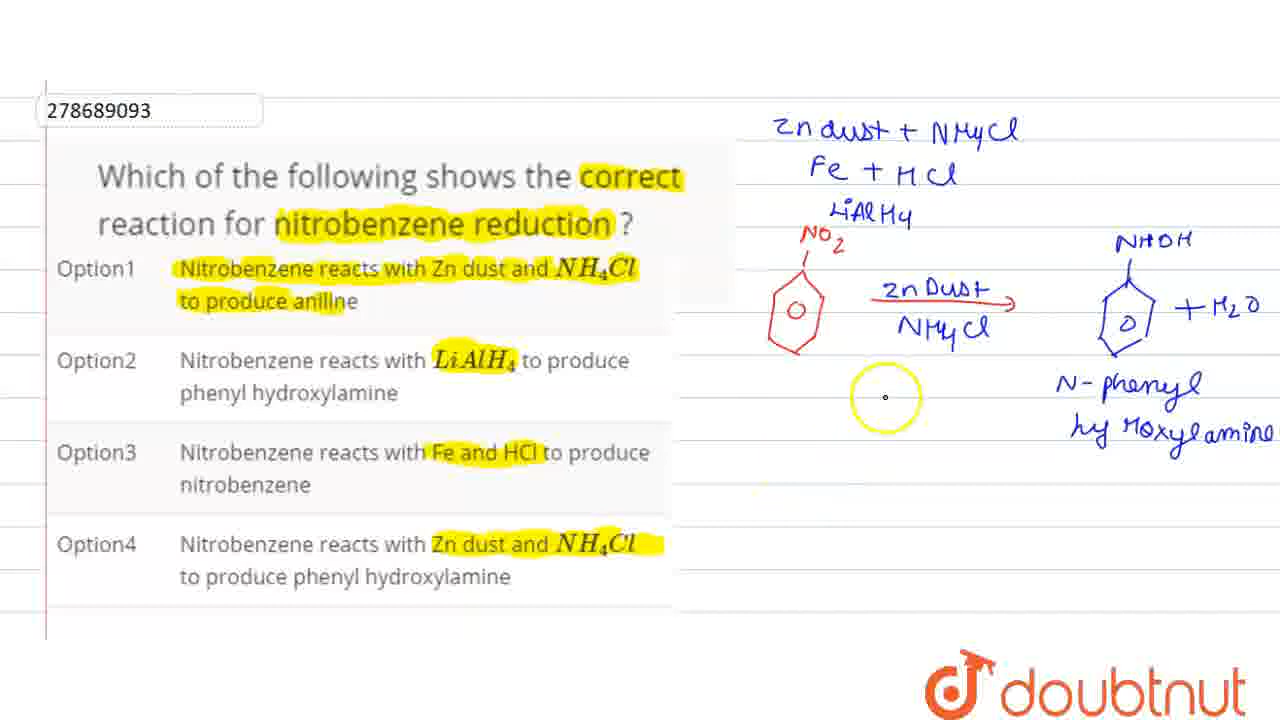 278689093
Which of the following shows the correct
reaction for nitrobenzene reduction ?
Option1 Nitrobenzene reacts with Zn dust and NH₄Cl
to produce aniline
Option2 Nitrobenzene reacts with LiAlH₄ to produce
phenyl hydroxylamine
Option3 Nitrobenzene reacts with Fe and HCl to produce
nitrobenzene
Option4 Nitrobenzene reacts with Zn dust and NH₄Cl
to produce phenyl hydroxylamine
Zn dust + NH4Cl
Fe + HCl
LiAlH4
NO2
Zn Dust
NH4Cl
NHOH
+ H2O
N-phenyl
hydroxylamine
doubtnut